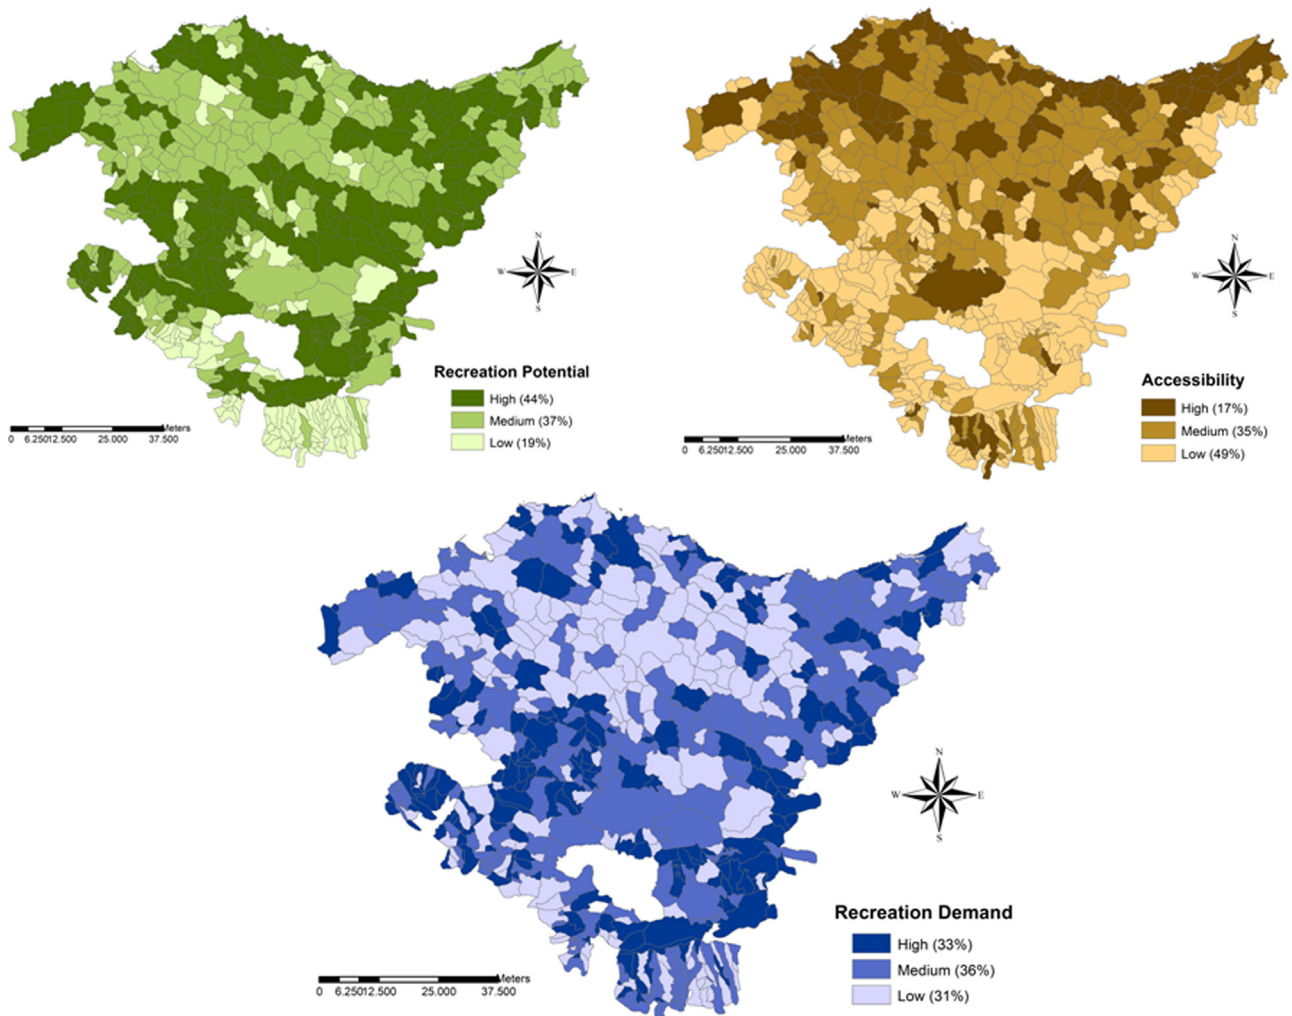 N
W E
S
Recreation Potential
High (44%)
Medium (37%)
Low (19%)
Meters
0 6.25012.500 25.000 37.500
N
W E
S
Accessibility
High (17%)
Medium (35%)
Low (49%)
Meters
0 6.25012.500 25.000 37.500
N
W E
S
Recreation Demand
High (33%)
Medium (36%)
Low (31%)
Meters
0 6.25012.500 25.000 37.500